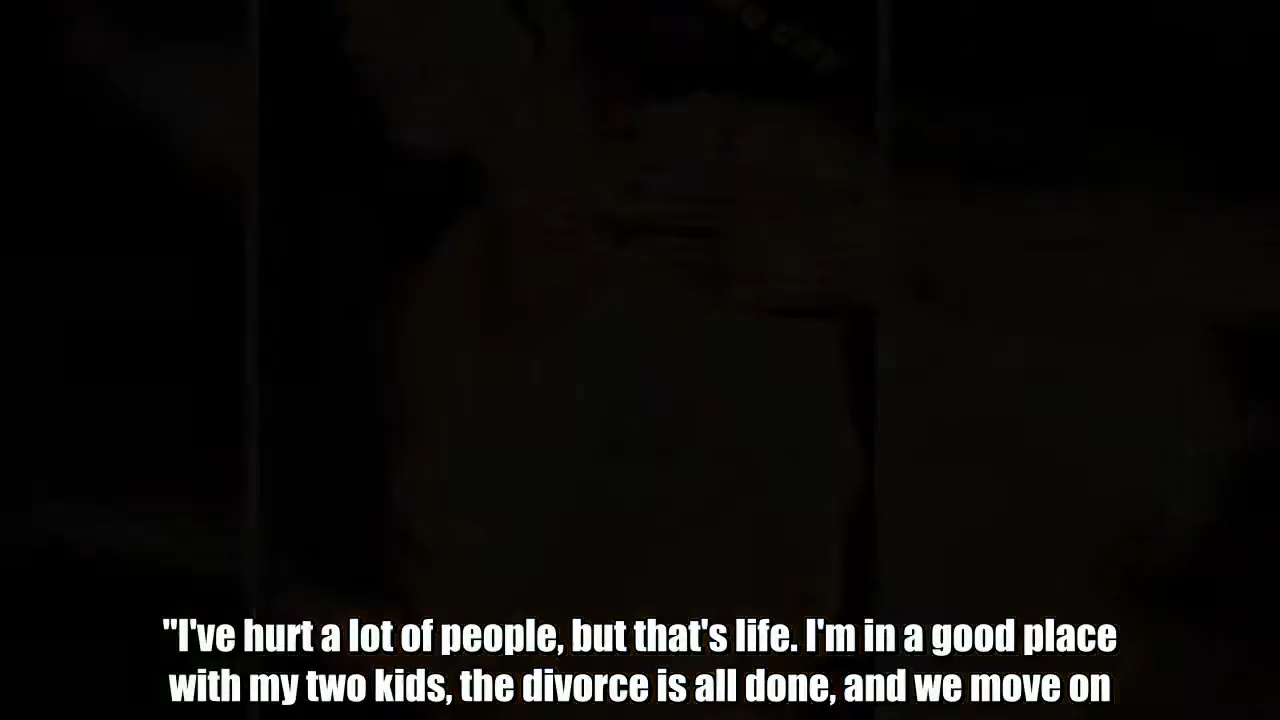 "I've hurt a lot of people, but that's life. I'm in a good place
with my two kids, the divorce is all done, and we move on